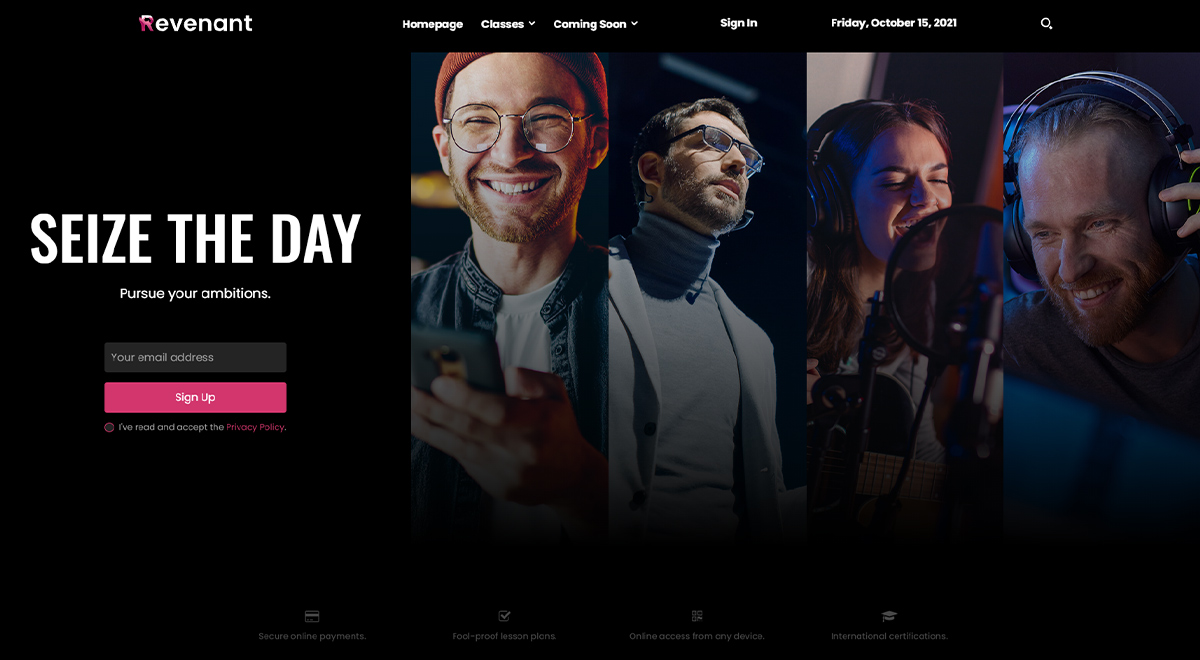 Revenant
Homepage
Classes
Coming Soon
Sign In
Friday, October 15, 2021
SEIZE THE DAY
Pursue your ambitions.
Your email address
Sign Up
I've read and accept the Privacy Policy.
Secure online payments.
Fool-proof lesson plans.
Online access from any device.
International certifications.